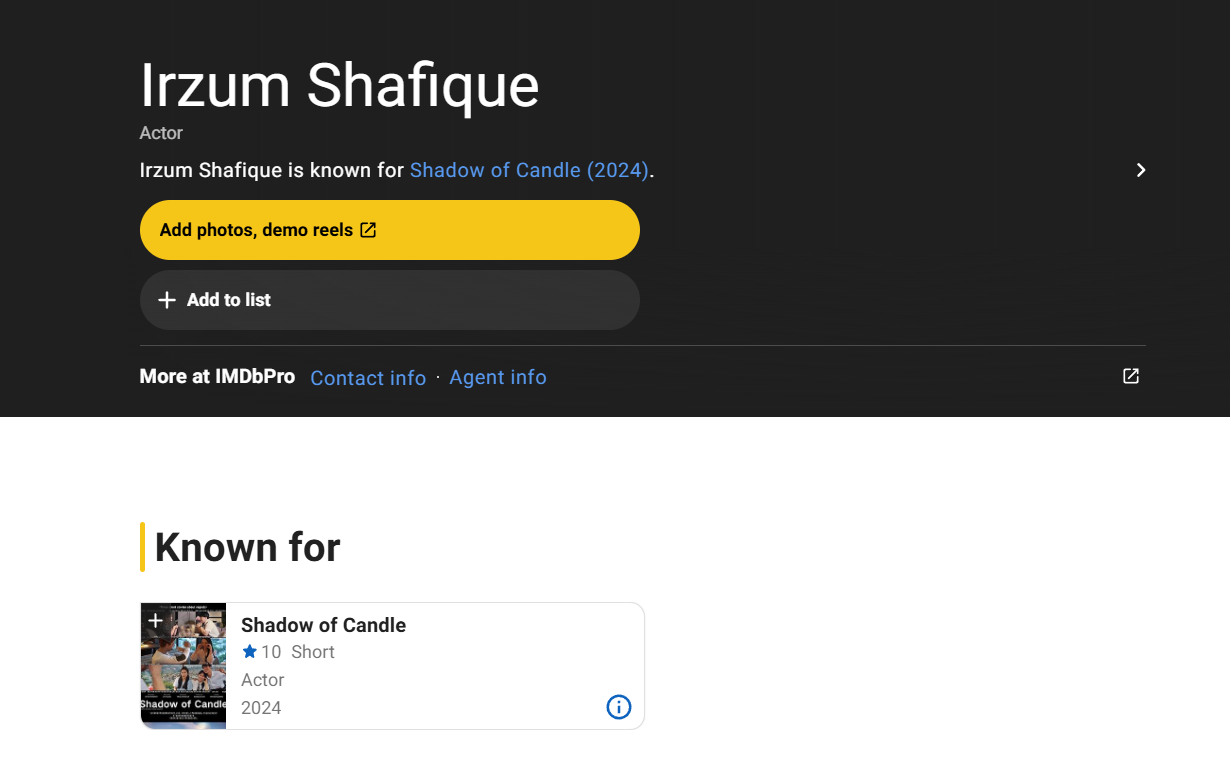 Irzum Shafique
Actor
Irzum Shafique is known for Shadow of Candle (2024).
Add photos, demo reels
Add to list
More at IMDbPro Contact info · Agent info
Known for
Shadow of Candle
10 Short
Actor
2024
Shadow of Candle